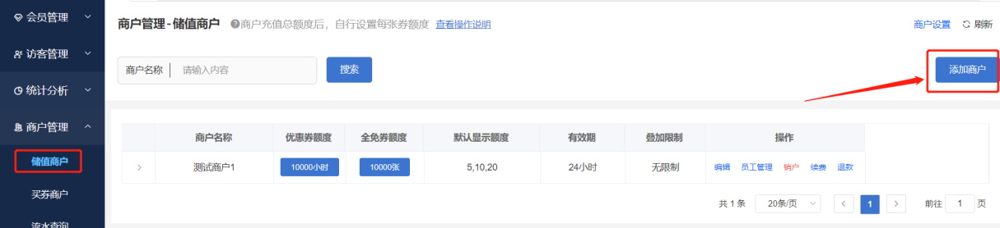 会员管理
访客管理
统计分析
商户管理
储值商户
买券商户
流水查询
商户管理-储值商户 商户充值总额度后，自行设置每张券额度 查看操作说明
商户设置 刷新
商户名称 请输入内容 搜索
添加商户
商户名称 优惠券额度 全免券额度 默认显示额度 有效期 叠加限制 操作
测试商户1 10000小时 10000张 5,10,20 24小时 无限制 编辑 员工管理 销户 续费 退款
共 1 条 20条/页 1 前往 1 页